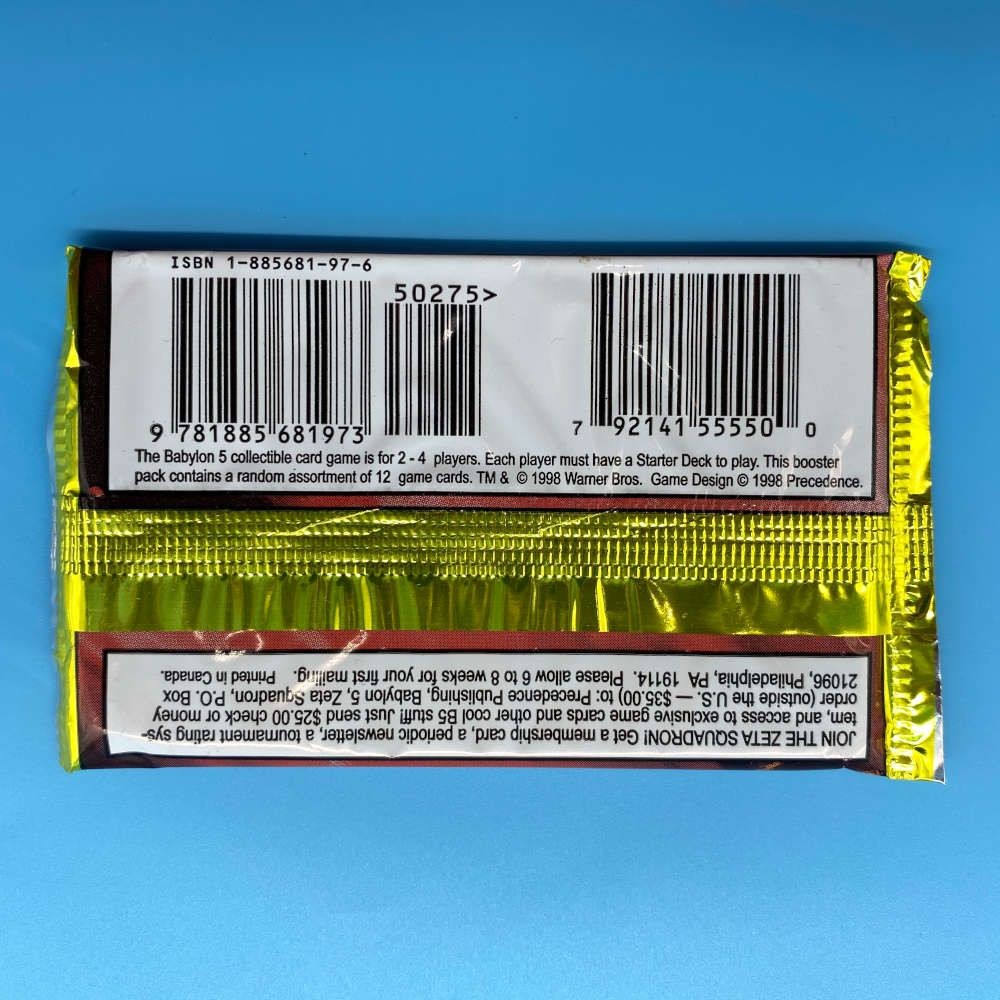 ISBN 1-885681-97-6
50275>
9 781885 681973
7 92141 55550 0
The Babylon 5 collectible card game is for 2 - 4 players. Each player must have a Starter Deck to play. This booster
pack contains a random assortment of 12 game cards. TM & © 1998 Warner Bros. Game Design © 1998 Precedence.
JOIN THE ZETA SQUADRON! Get a membership card, a periodic newsletter, a tournament rating sys-
tem, and access to exclusive game cards and other cool B5 stuff! Just send $25.00 check or money
order (outside the U.S. — $35.00) to: Precedence Publishing, Babylon 5, Zeta Squadron, P.O. Box
21096, Philadelphia, PA 19114. Please allow 6 to 8 weeks for your first mailing. Printed in Canada.